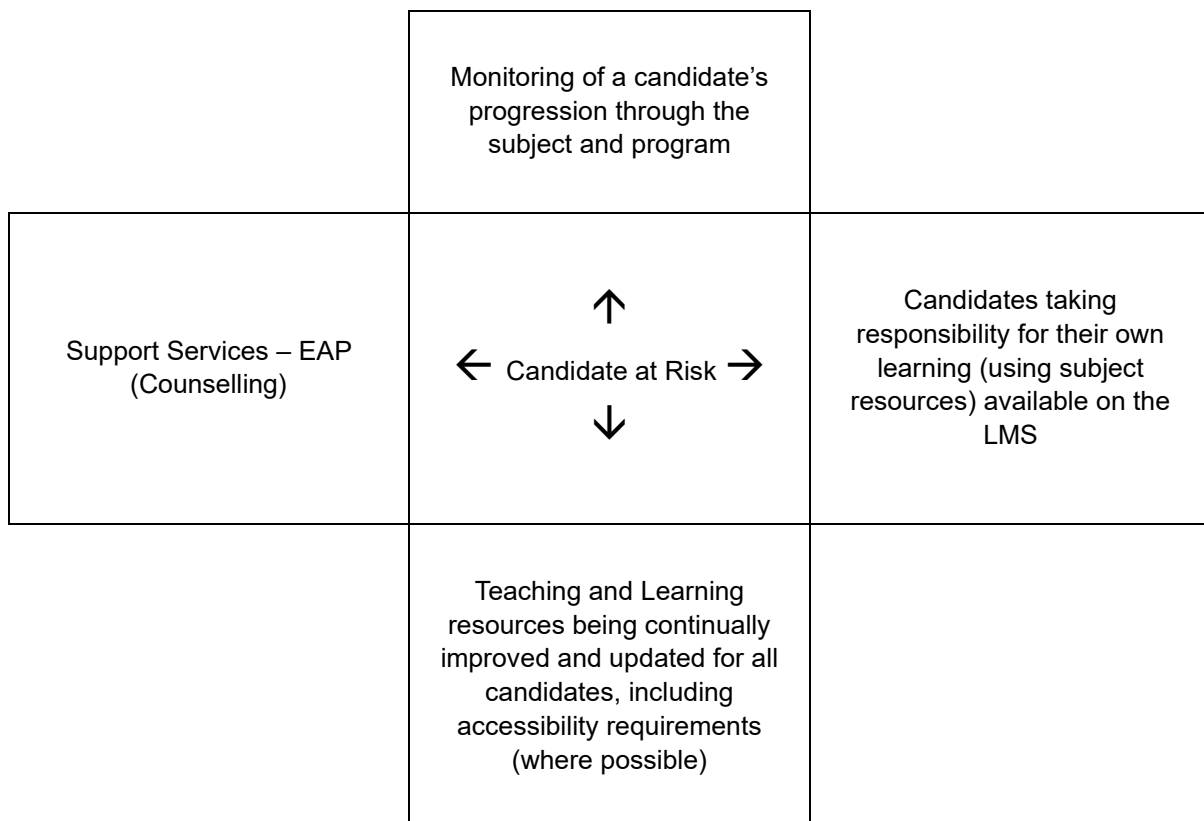 Monitoring of a candidate’s
progression through the
subject and program
Support Services – EAP
(Counselling)
↑
← Candidate at Risk →
↓
Candidates taking
responsibility for their own
learning (using subject
resources) available on the
LMS
Teaching and Learning
resources being continually
improved and updated for all
candidates, including
accessibility requirements
(where possible)